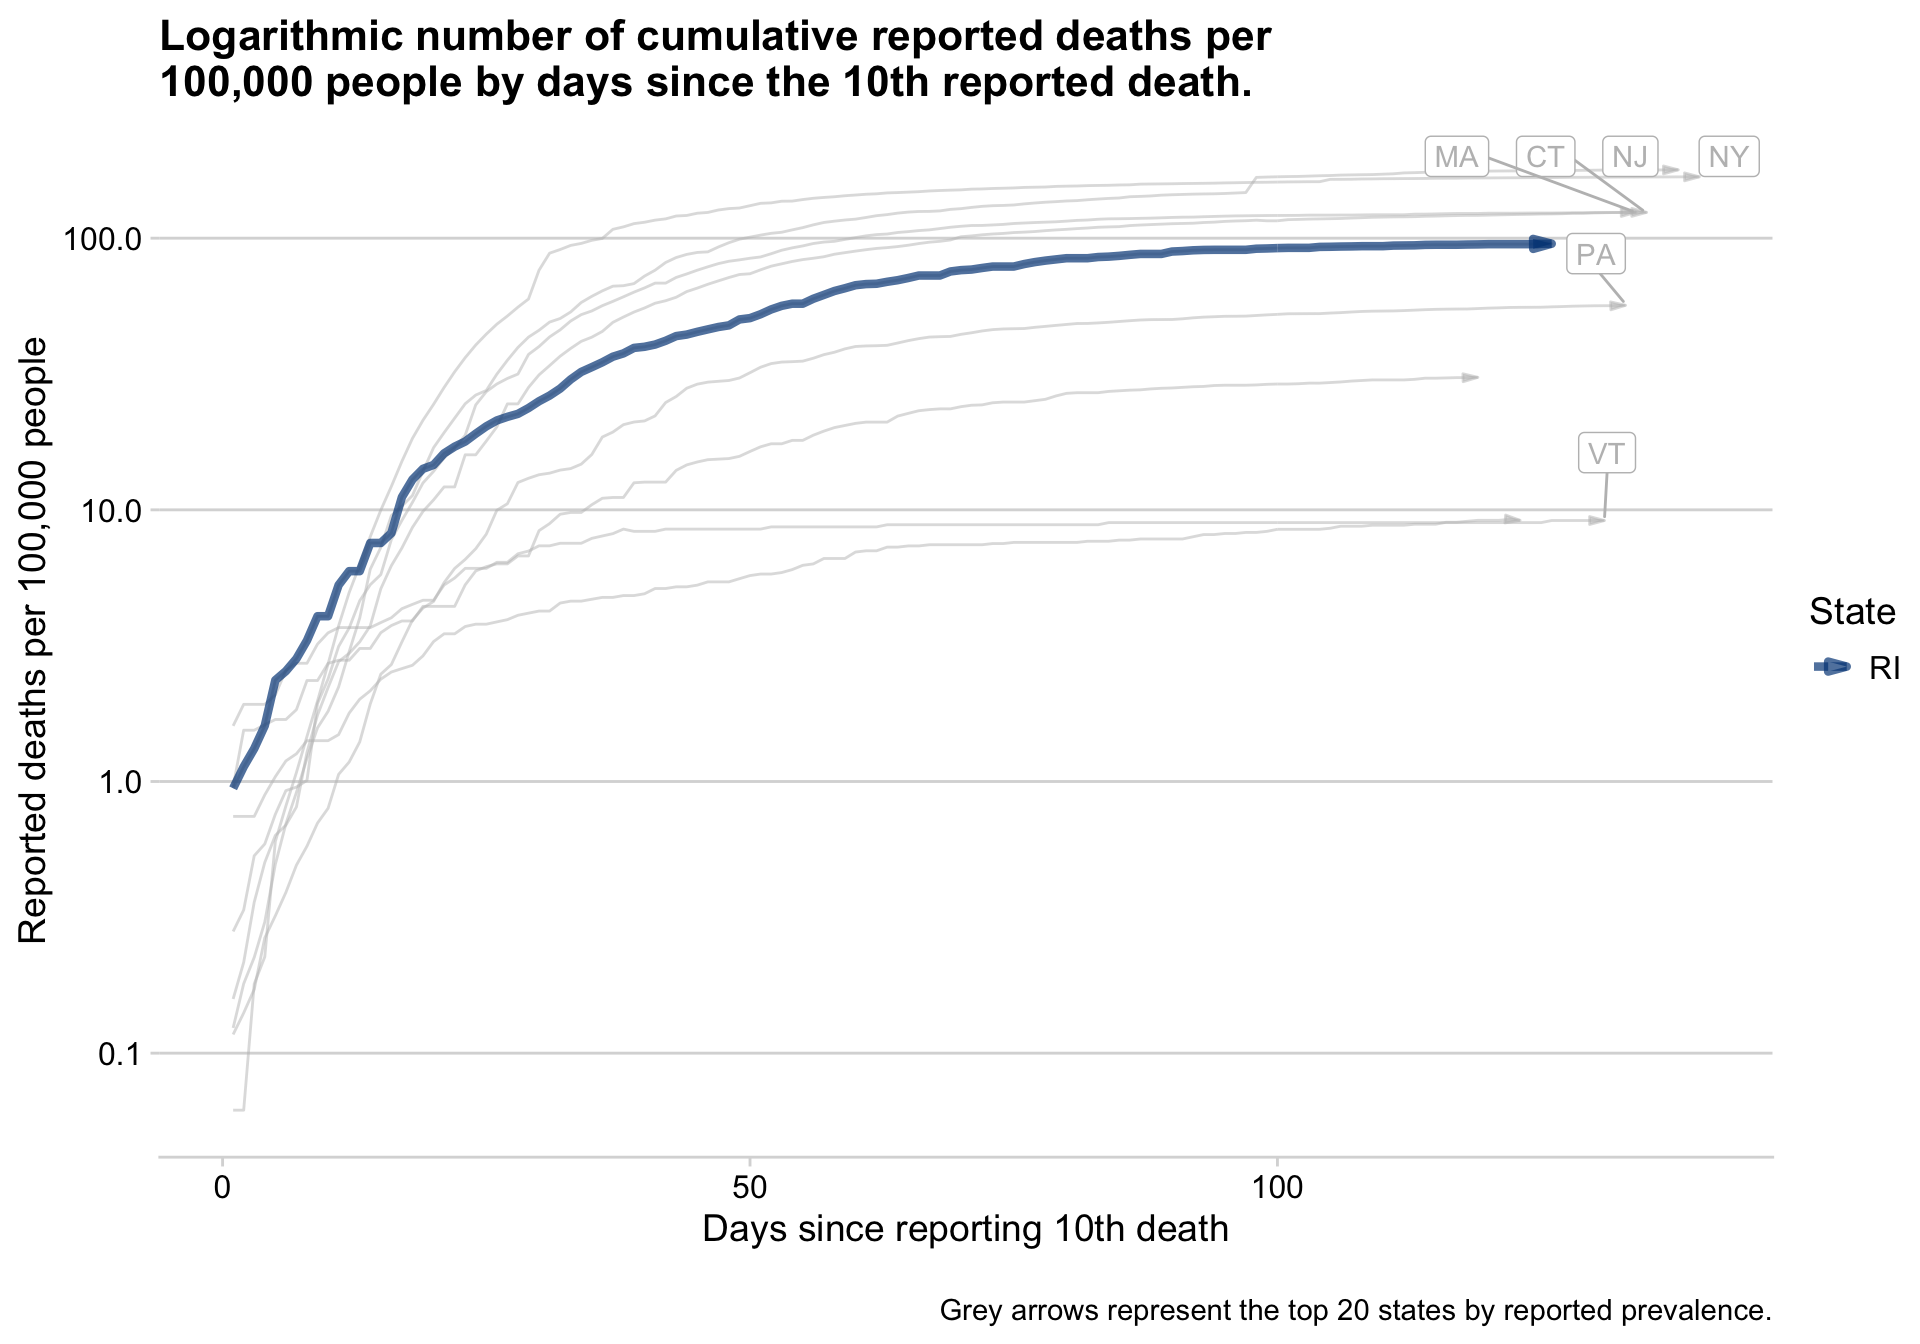 Logarithmic number of cumulative reported deaths per
100,000 people by days since the 10th reported death.
MA CT NJ NY
PA
VT
100.0
10.0
1.0
0.1
Reported deaths per 100,000 people
0 50 100
Days since reporting 10th death
State
RI
Grey arrows represent the top 20 states by reported prevalence.